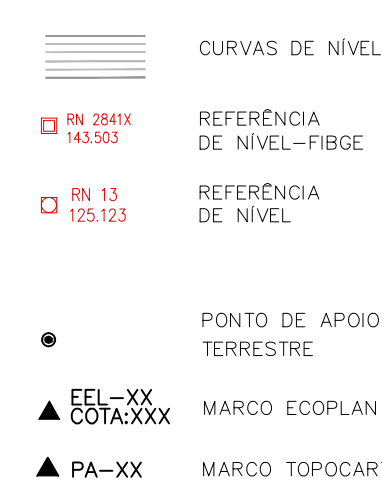 CURVAS DE NÍVEL
RN 2841X
143.503
REFERÊNCIA
DE NÍVEL-FIBGE
RN 13
125.123
REFERÊNCIA
DE NÍVEL
PONTO DE APOIO
TERRESTRE
EEL-XX
COTA:XXX
MARCO ECOPLAN
PA-XX
MARCO